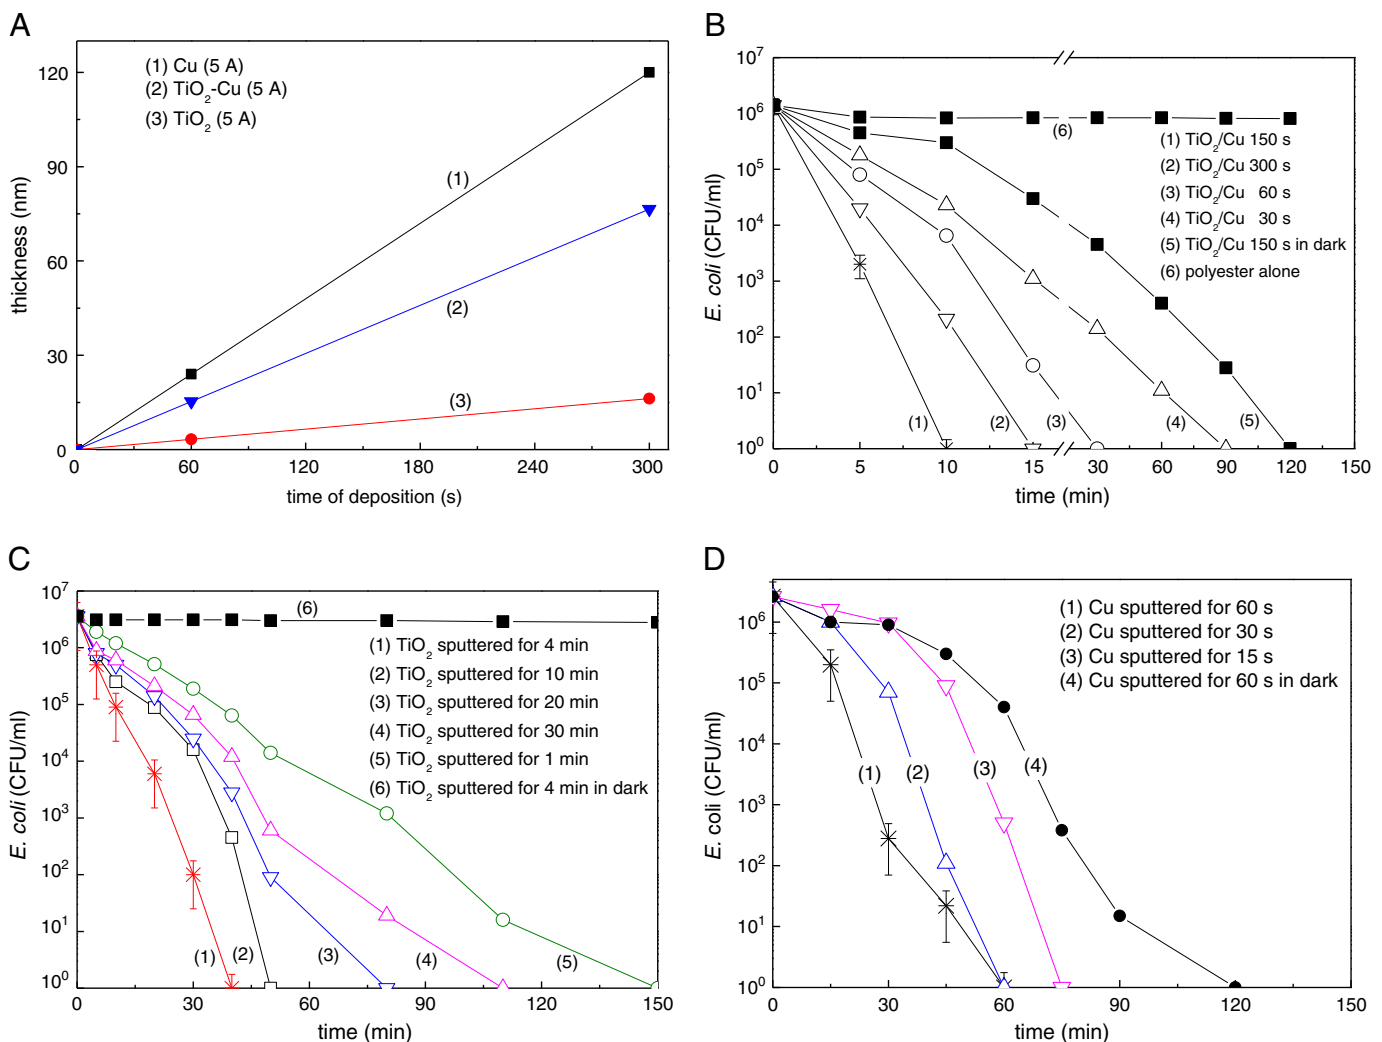 A
(1) Cu (5 A)
(2) TiO2-Cu (5 A)
(3) TiO2 (5 A)
120
90
60
30
0
thickness (nm)
(1)
(2)
(3)
0 60 120 180 240 300
time of deposition (s)
B
10^7
10^6
10^5
10^4
10^3
10^2
10^1
10^0
E. coli (CFU/ml)
(6)
(1) TiO2/Cu 150 s
(2) TiO2/Cu 300 s
(3) TiO2/Cu 60 s
(4) TiO2/Cu 30 s
(5) TiO2/Cu 150 s in dark
(6) polyester alone
(1) (2) (3) (4) (5)
0 5 10 15 30 60 90 120 150
time (min)
C
10^7
10^6
10^5
10^4
10^3
10^2
10^1
10^0
E. coli (CFU/ml)
(6)
(1) TiO2 sputtered for 4 min
(2) TiO2 sputtered for 10 min
(3) TiO2 sputtered for 20 min
(4) TiO2 sputtered for 30 min
(5) TiO2 sputtered for 1 min
(6) TiO2 sputtered for 4 min in dark
(1) (2) (3) (4) (5)
0 30 60 90 120 150
time (min)
D
10^6
10^5
10^4
10^3
10^2
10^1
10^0
E. coli (CFU/ml)
(1) Cu sputtered for 60 s
(2) Cu sputtered for 30 s
(3) Cu sputtered for 15 s
(4) Cu sputtered for 60 s in dark
(1) (2) (3) (4)
0 30 60 90 120 150
time (min)